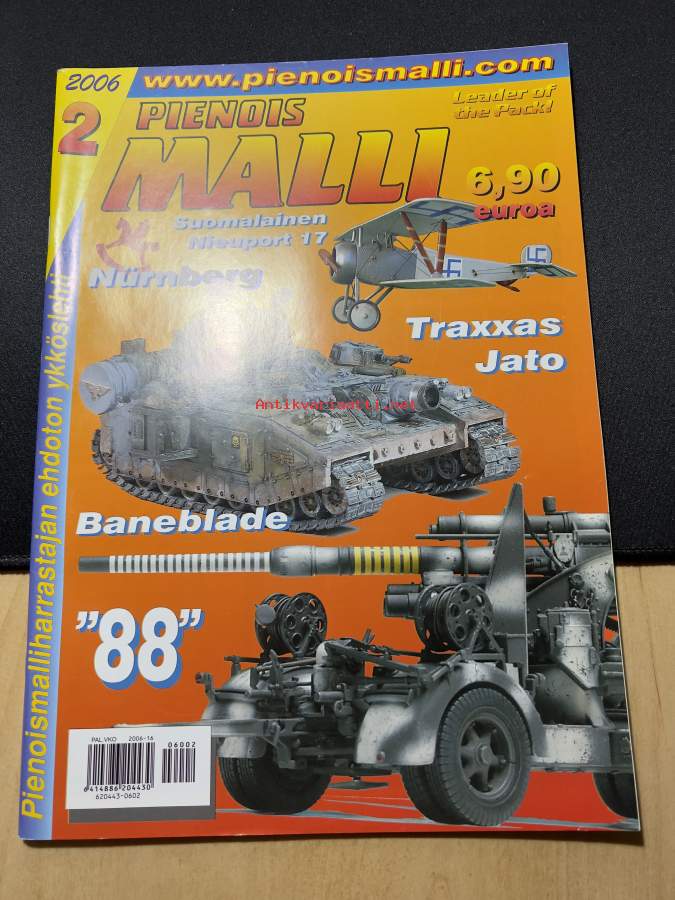 2006
www.pienoismalli.com
2
PIENOIS
MALLI
Leader of
the Pack!
6,90
euroa
Suomalainen
Nieuport 17
Nürnberg
Traxxas
Jato
Antikvariaatti.net
Baneblade
"88"
Pienoismalliharrastajan ehdoton ykköslehti
PAL.VKO 2006-16
06002
6414886204430
620443-0602